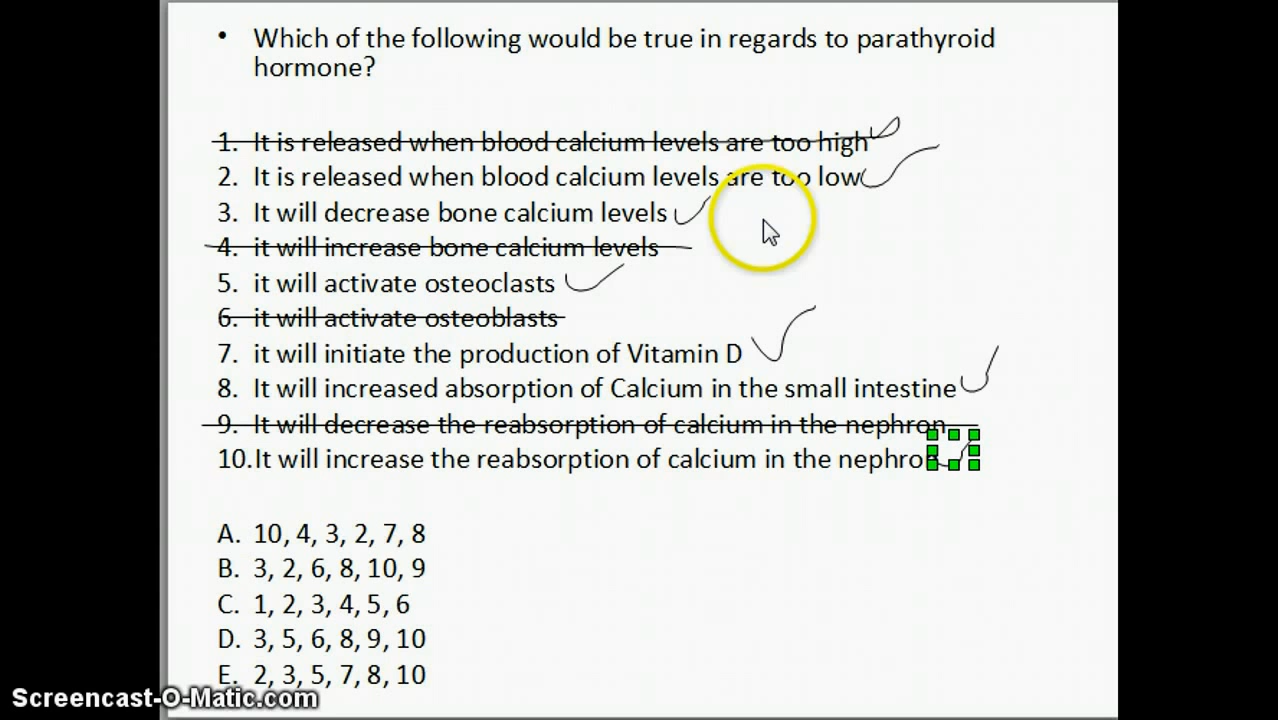 • Which of the following would be true in regards to parathyroid
hormone?
1. It is released when blood calcium levels are too high
2. It is released when blood calcium levels are too low
3. It will decrease bone calcium levels
4. it will increase bone calcium levels
5. it will activate osteoclasts
6. it will activate osteoblasts
7. it will initiate the production of Vitamin D
8. It will increased absorption of Calcium in the small intestine
9. It will decrease the reabsorption of calcium in the nephron
10.It will increase the reabsorption of calcium in the nephron
A. 10, 4, 3, 2, 7, 8
B. 3, 2, 6, 8, 10, 9
C. 1, 2, 3, 4, 5, 6
D. 3, 5, 6, 8, 9, 10
E. 2, 3, 5, 7, 8, 10
Screencast-O-Matic.com